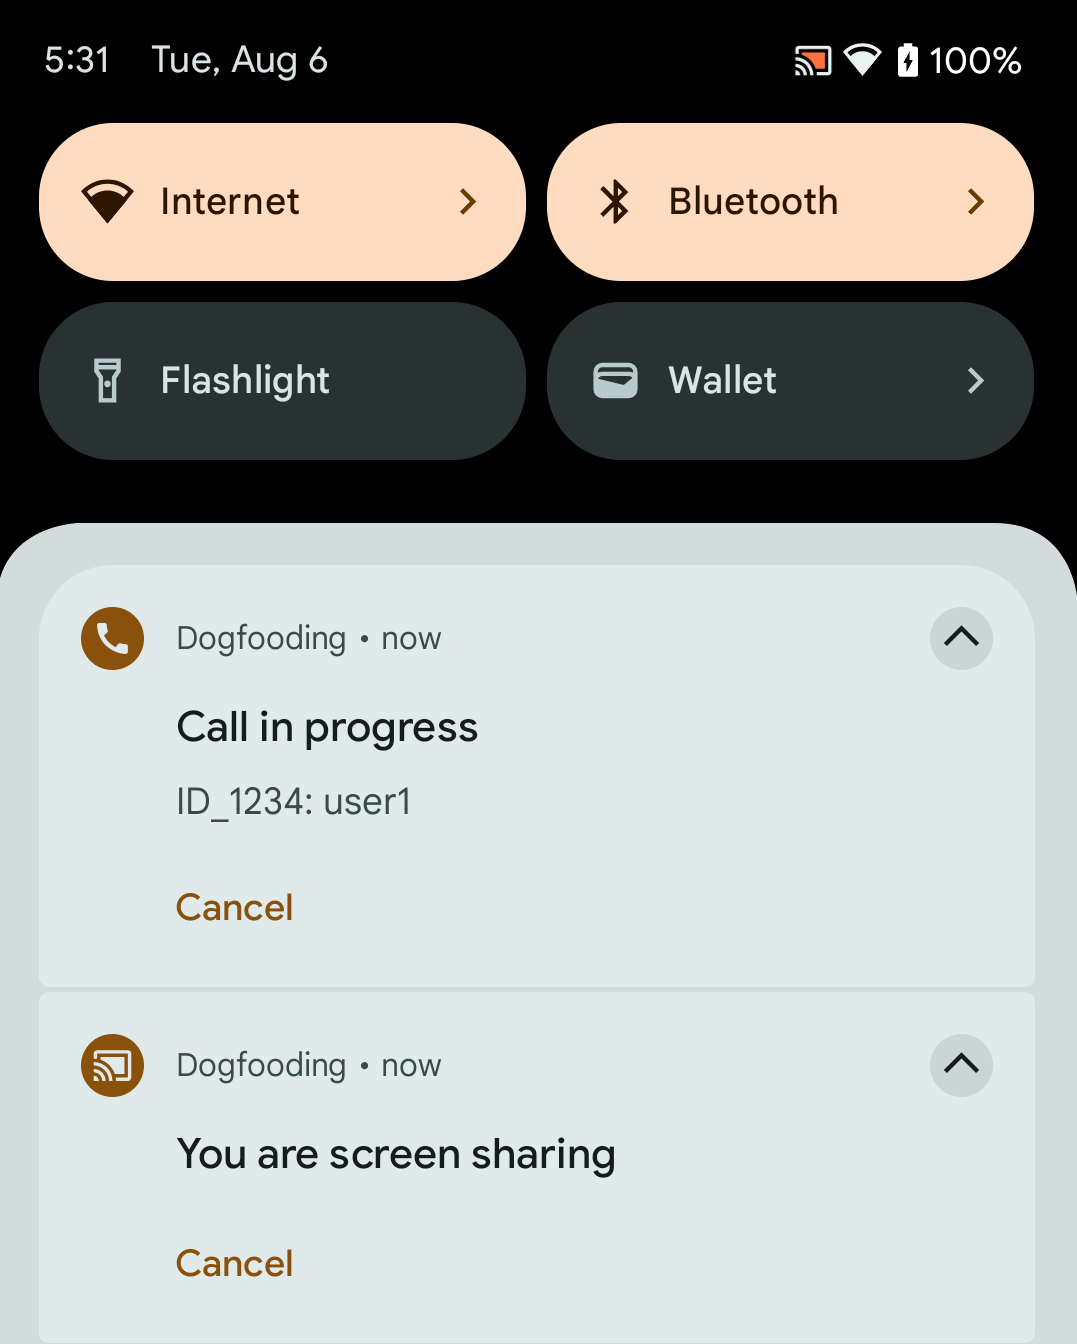 5:31 Tue, Aug 6 100%
Internet Bluetooth
Flashlight Wallet
Dogfooding • now
Call in progress
ID_1234: user1
Cancel
Dogfooding • now
You are screen sharing
Cancel